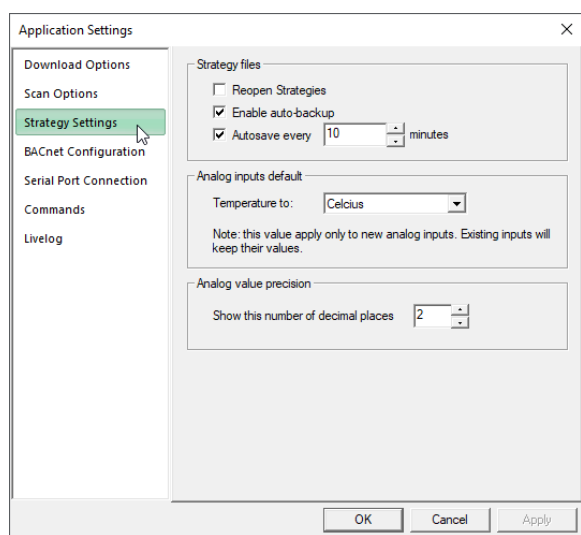 Application Settings
Download Options
Scan Options
Strategy Settings
BACnet Configuration
Serial Port Connection
Commands
Livelog
Strategy files
Reopen Strategies
Enable auto-backup
Autosave every 10 minutes
Analog inputs default
Temperature to: Celcius
Note: this value apply only to new analog inputs. Existing inputs will
keep their values.
Analog value precision
Show this number of decimal places 2
OK Cancel Apply